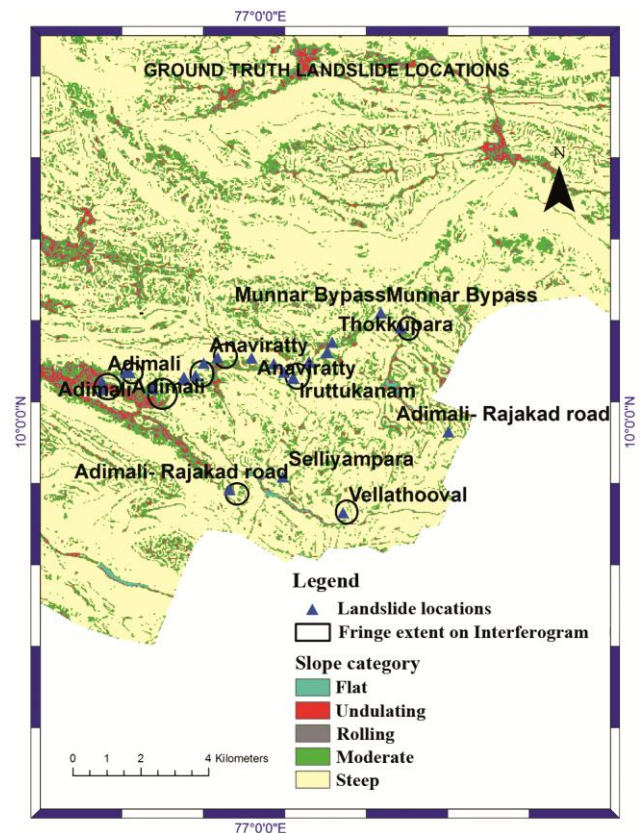 77°0'0"E
GROUND TRUTH LANDSLIDE LOCATIONS
N
Munnar BypassMunnar Bypass
Thokkupara
Anaviratty
Adimali
Anaviratty
Adimali
Adimali
Iruttukanam
10°0'0"N
10°0'0"N
Adimali- Rajakad road
Selliyampara
Adimali- Rajakad road
Vellathooval
Legend
Landslide locations
Fringe extent on Interferogram
Slope category
Flat
Undulating
Rolling
Moderate
Steep
0 1 2 4 Kilometers
77°0'0"E